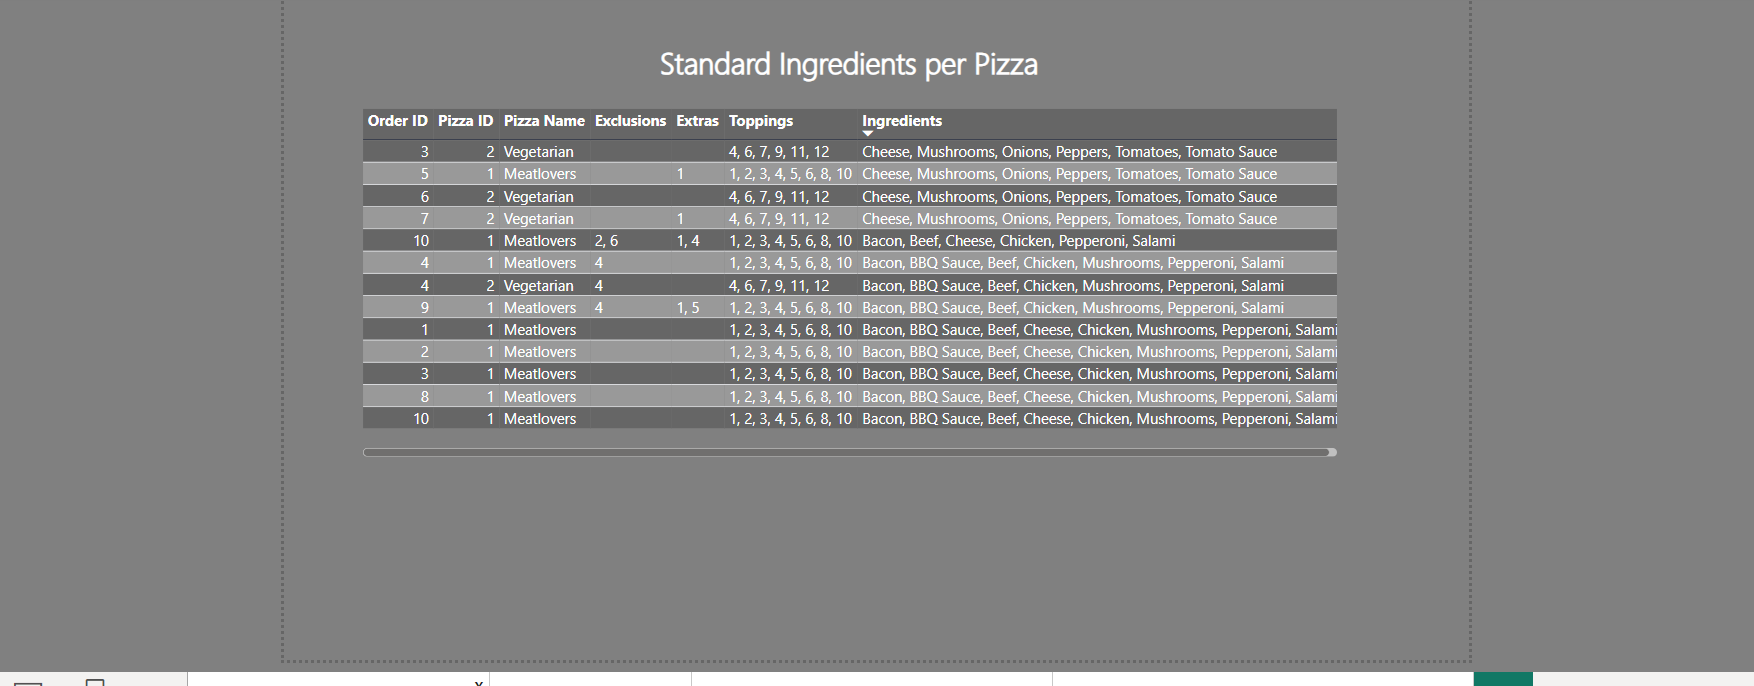 Standard Ingredients per Pizza
Order ID Pizza ID Pizza Name Exclusions Extras Toppings Ingredients
3 2 Vegetarian 4, 6, 7, 9, 11, 12 Cheese, Mushrooms, Onions, Peppers, Tomatoes, Tomato Sauce
5 1 Meatlovers 1 1, 2, 3, 4, 5, 6, 8, 10 Cheese, Mushrooms, Onions, Peppers, Tomatoes, Tomato Sauce
6 2 Vegetarian 4, 6, 7, 9, 11, 12 Cheese, Mushrooms, Onions, Peppers, Tomatoes, Tomato Sauce
7 2 Vegetarian 1 4, 6, 7, 9, 11, 12 Cheese, Mushrooms, Onions, Peppers, Tomatoes, Tomato Sauce
10 1 Meatlovers 2, 6 1, 4 1, 2, 3, 4, 5, 6, 8, 10 Bacon, Beef, Cheese, Chicken, Pepperoni, Salami
4 1 Meatlovers 4 1, 2, 3, 4, 5, 6, 8, 10 Bacon, BBQ Sauce, Beef, Chicken, Mushrooms, Pepperoni, Salami
4 2 Vegetarian 4 4, 6, 7, 9, 11, 12 Bacon, BBQ Sauce, Beef, Chicken, Mushrooms, Pepperoni, Salami
9 1 Meatlovers 4 1, 5 1, 2, 3, 4, 5, 6, 8, 10 Bacon, BBQ Sauce, Beef, Chicken, Mushrooms, Pepperoni, Salami
1 1 Meatlovers 1, 2, 3, 4, 5, 6, 8, 10 Bacon, BBQ Sauce, Beef, Cheese, Chicken, Mushrooms, Pepperoni, Salami
2 1 Meatlovers 1, 2, 3, 4, 5, 6, 8, 10 Bacon, BBQ Sauce, Beef, Cheese, Chicken, Mushrooms, Pepperoni, Salami
3 1 Meatlovers 1, 2, 3, 4, 5, 6, 8, 10 Bacon, BBQ Sauce, Beef, Cheese, Chicken, Mushrooms, Pepperoni, Salami
8 1 Meatlovers 1, 2, 3, 4, 5, 6, 8, 10 Bacon, BBQ Sauce, Beef, Cheese, Chicken, Mushrooms, Pepperoni, Salami
10 1 Meatlovers 1, 2, 3, 4, 5, 6, 8, 10 Bacon, BBQ Sauce, Beef, Cheese, Chicken, Mushrooms, Pepperoni, Salami